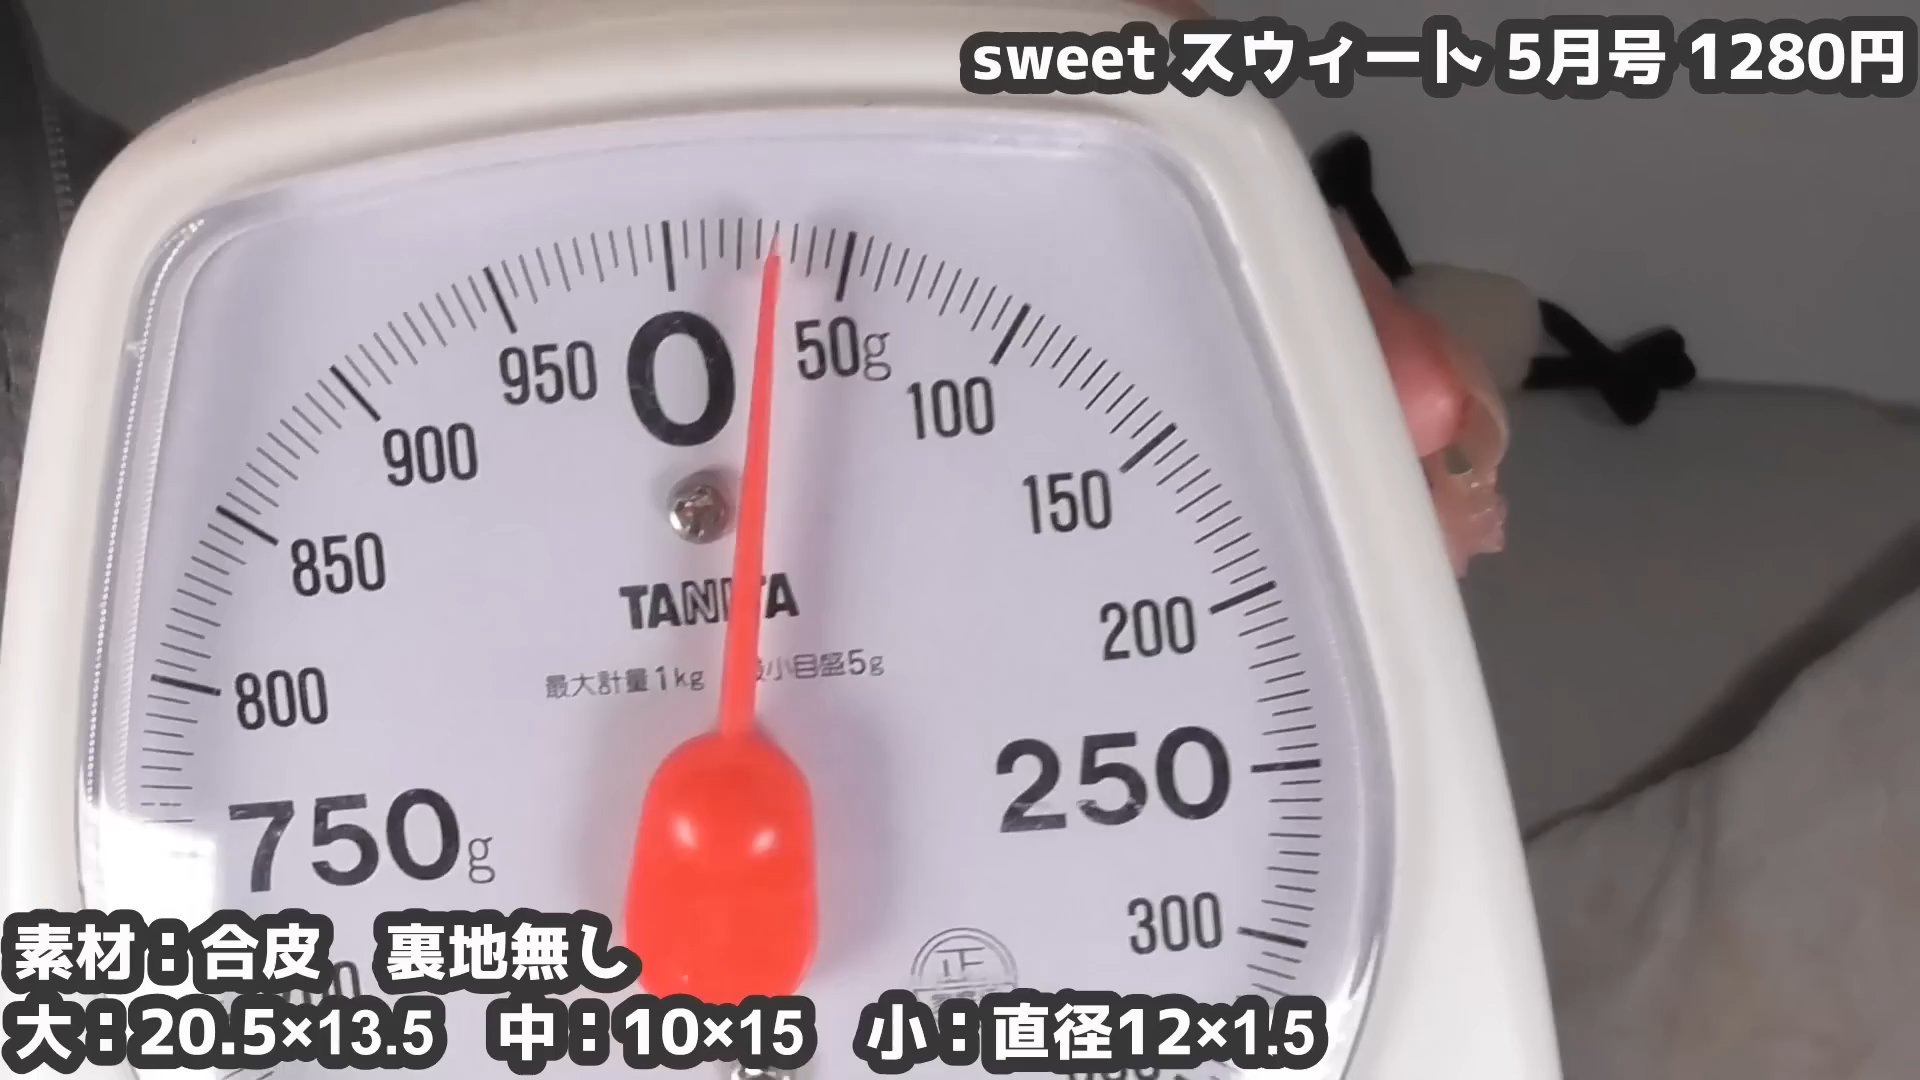 sweet スウィート 5月号 1280円
0
950
50g
900
100
850
150
TANITA
200
最大計量1kg
小目盛5g
800
250
750g
300
素材：合皮　裏地無し
大：20.5×13.5　中：10×15　小：直径12×1.5